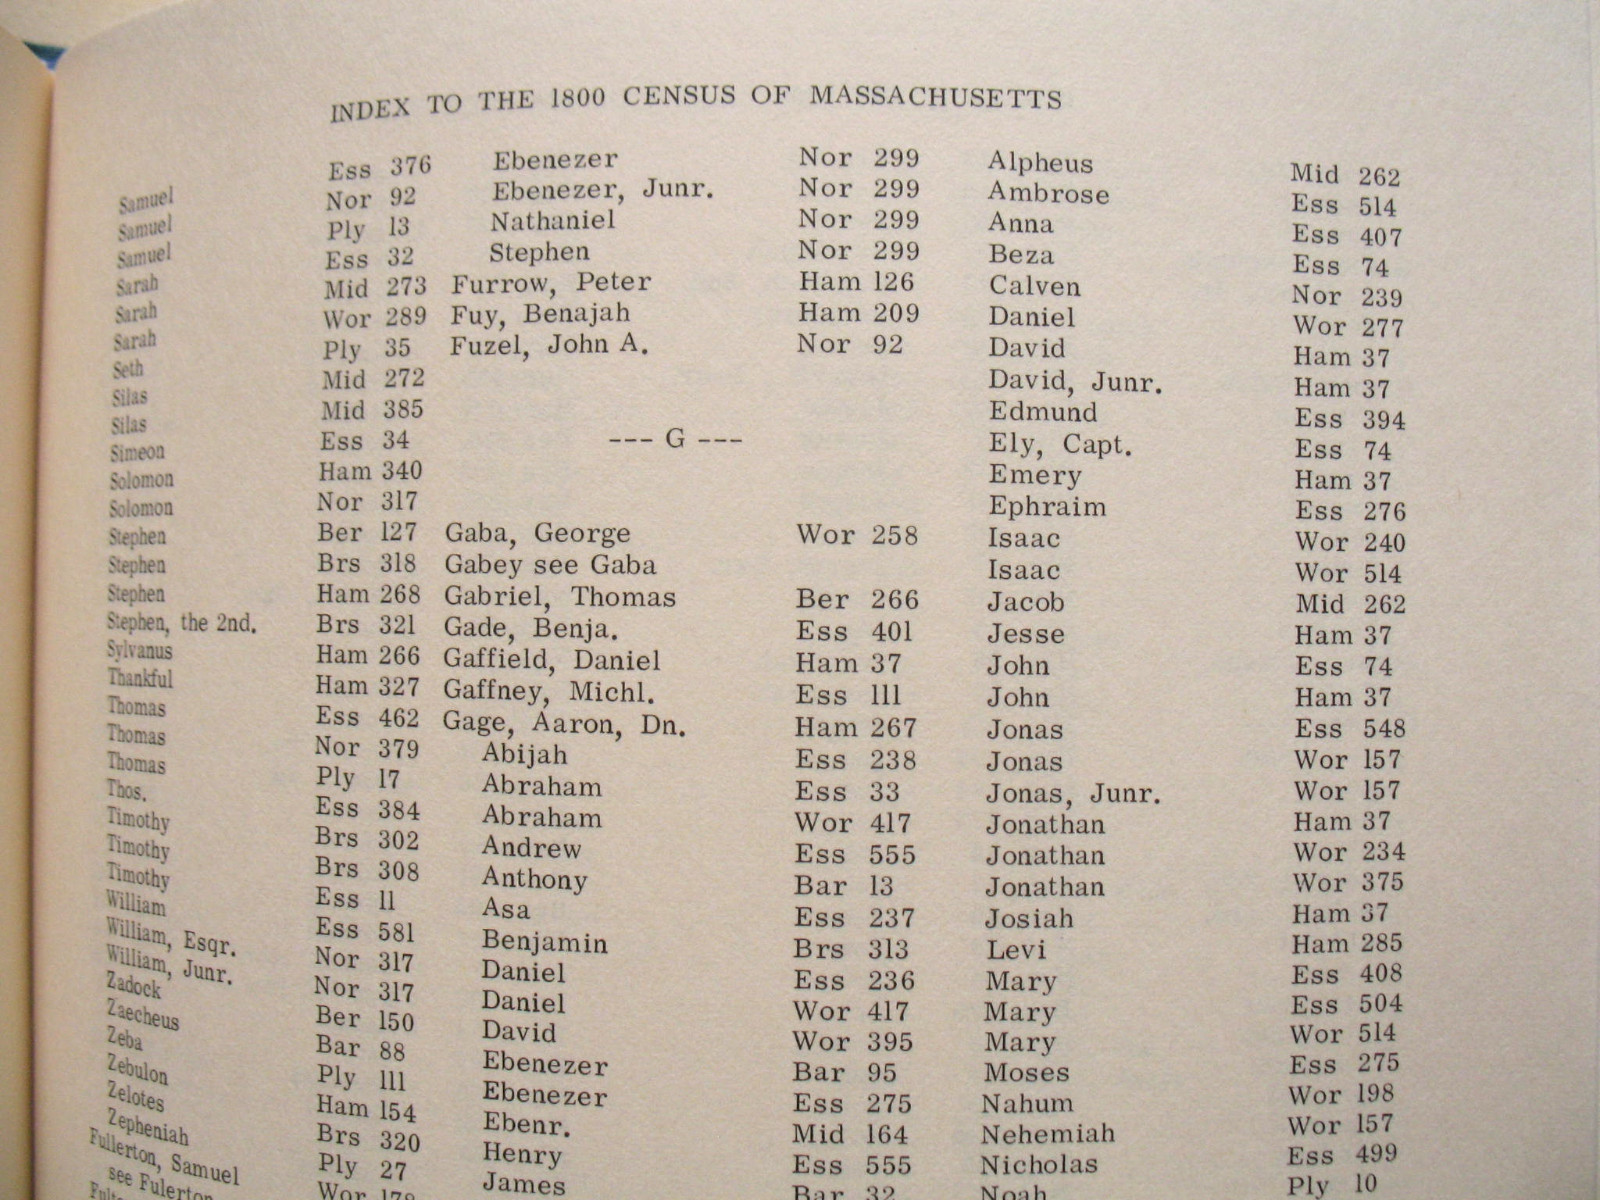 INDEX TO THE 1800 CENSUS OF MASSACHUSETTS
Samuel Ess 376
Samuel Nor 92
Samuel Ply 13
Sarah Ess 32
Sarah Mid 273
Sarah Wor 289
Seth Ply 35
Silas Mid 272
Silas Mid 385
Simeon Ess 34
Solomon Ham 340
Solomon Nor 317
Stephen Ber 127
Stephen Brs 318
Stephen Ham 268
Stephen, the 2nd. Brs 321
Sylvanus Ham 266
Thankful Ham 327
Thomas Ess 462
Thomas Nor 379
Thomas Ply 17
Thos. Ess 384
Timothy Brs 302
Timothy Brs 308
Timothy Ess 11
William Ess 581
William, Esqr. Nor 317
William, Junr. Nor 317
Zadock Ber 150
Zaecheus Bar 88
Zeba Ply 111
Zebulon Ham 154
Zelotes Brs 320
Zepheniah Ply 27
Fullerton, Samuel Wor 178
see Fulerton
Ebenezer Nor 299
Ebenezer, Junr. Nor 299
Nathaniel Nor 299
Stephen Nor 299
Furrow, Peter Ham 126
Fuy, Benajah Ham 209
Fuzel, John A. Nor 92
--- G ---
Gaba, George Wor 258
Gabey see Gaba
Gabriel, Thomas Ber 266
Gade, Benja. Ess 401
Gaffield, Daniel Ham 37
Gaffney, Michl. Ess 111
Gage, Aaron, Dn. Ham 267
Abijah Ess 238
Abraham Ess 33
Abraham Wor 417
Andrew Ess 555
Anthony Bar 13
Asa Ess 237
Benjamin Brs 313
Daniel Ess 236
Daniel Wor 417
David Wor 395
Ebenezer Bar 95
Ebenezer Ess 275
Ebenr. Mid 164
Henry Ess 555
James Bar 32
Alpheus Mid 262
Ambrose Ess 514
Anna Ess 407
Beza Ess 74
Calven Nor 239
Daniel Wor 277
David Ham 37
David, Junr. Ham 37
Edmund Ess 394
Ely, Capt. Ess 74
Emery Ham 37
Ephraim Ess 276
Isaac Wor 240
Isaac Wor 514
Jacob Mid 262
Jesse Ham 37
John Ess 74
John Ham 37
Jonas Ess 548
Jonas Wor 157
Jonas, Junr. Wor 157
Jonathan Ham 37
Jonathan Wor 234
Jonathan Wor 375
Josiah Ham 37
Levi Ham 285
Mary Ess 408
Mary Ess 504
Mary Wor 514
Moses Ess 275
Nahum Wor 198
Nehemiah Wor 157
Nicholas Ess 499
Noah Ply 10